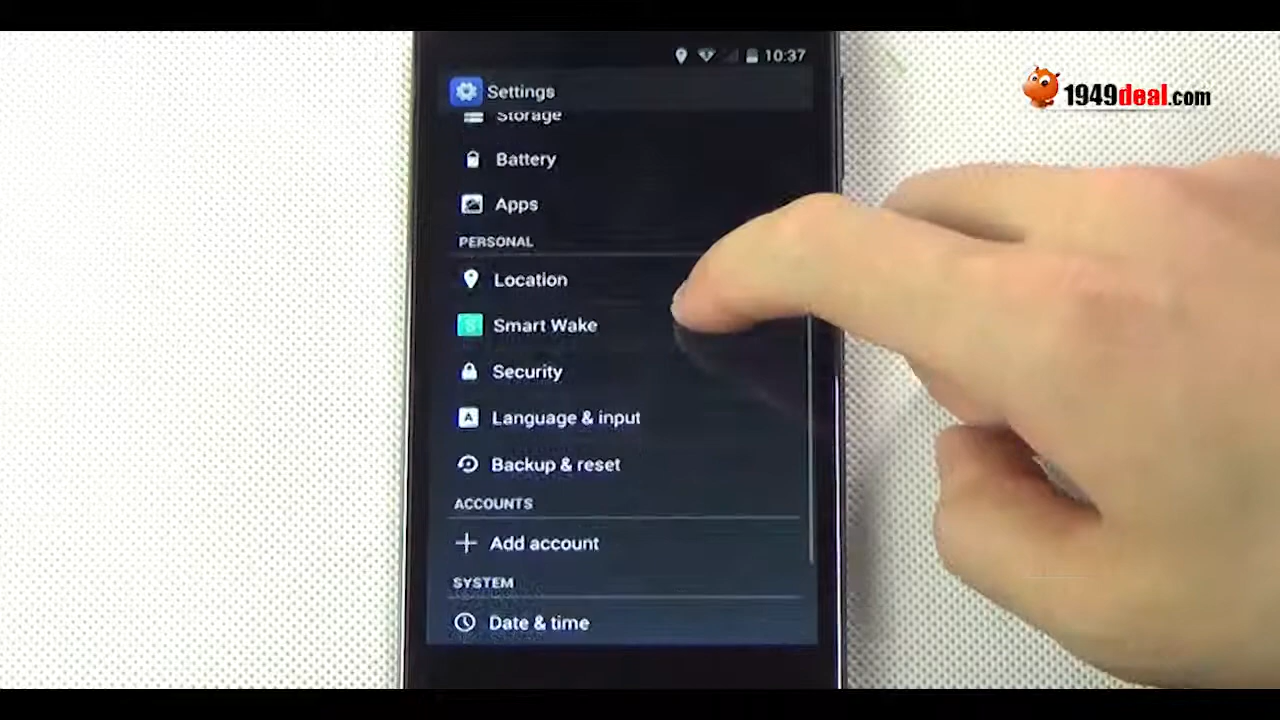 10:37
Settings
1949deal.com
Storage
Battery
Apps
PERSONAL
Location
S
Smart Wake
Security
A
Language & input
Backup & reset
ACCOUNTS
Add account
SYSTEM
Date & time